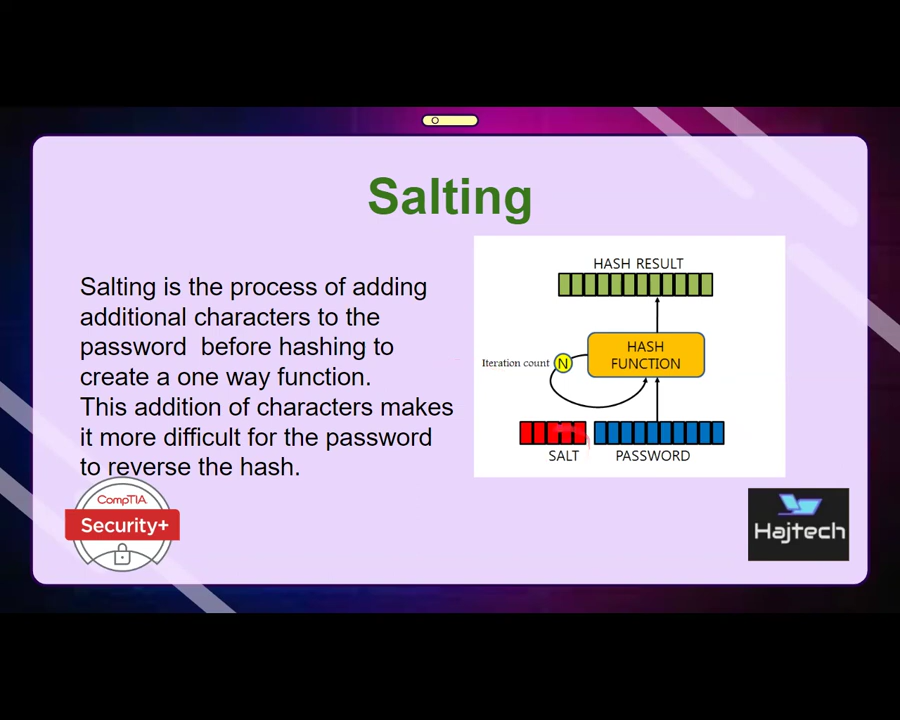 Salting
Salting is the process of adding
additional characters to the
password  before hashing to
create a one way function.
This addition of characters makes
it more difficult for the password
to reverse the hash.
HASH RESULT
HASH
FUNCTION
Iteration count
N
SALT
PASSWORD
CompTIA
Security+
Hajtech